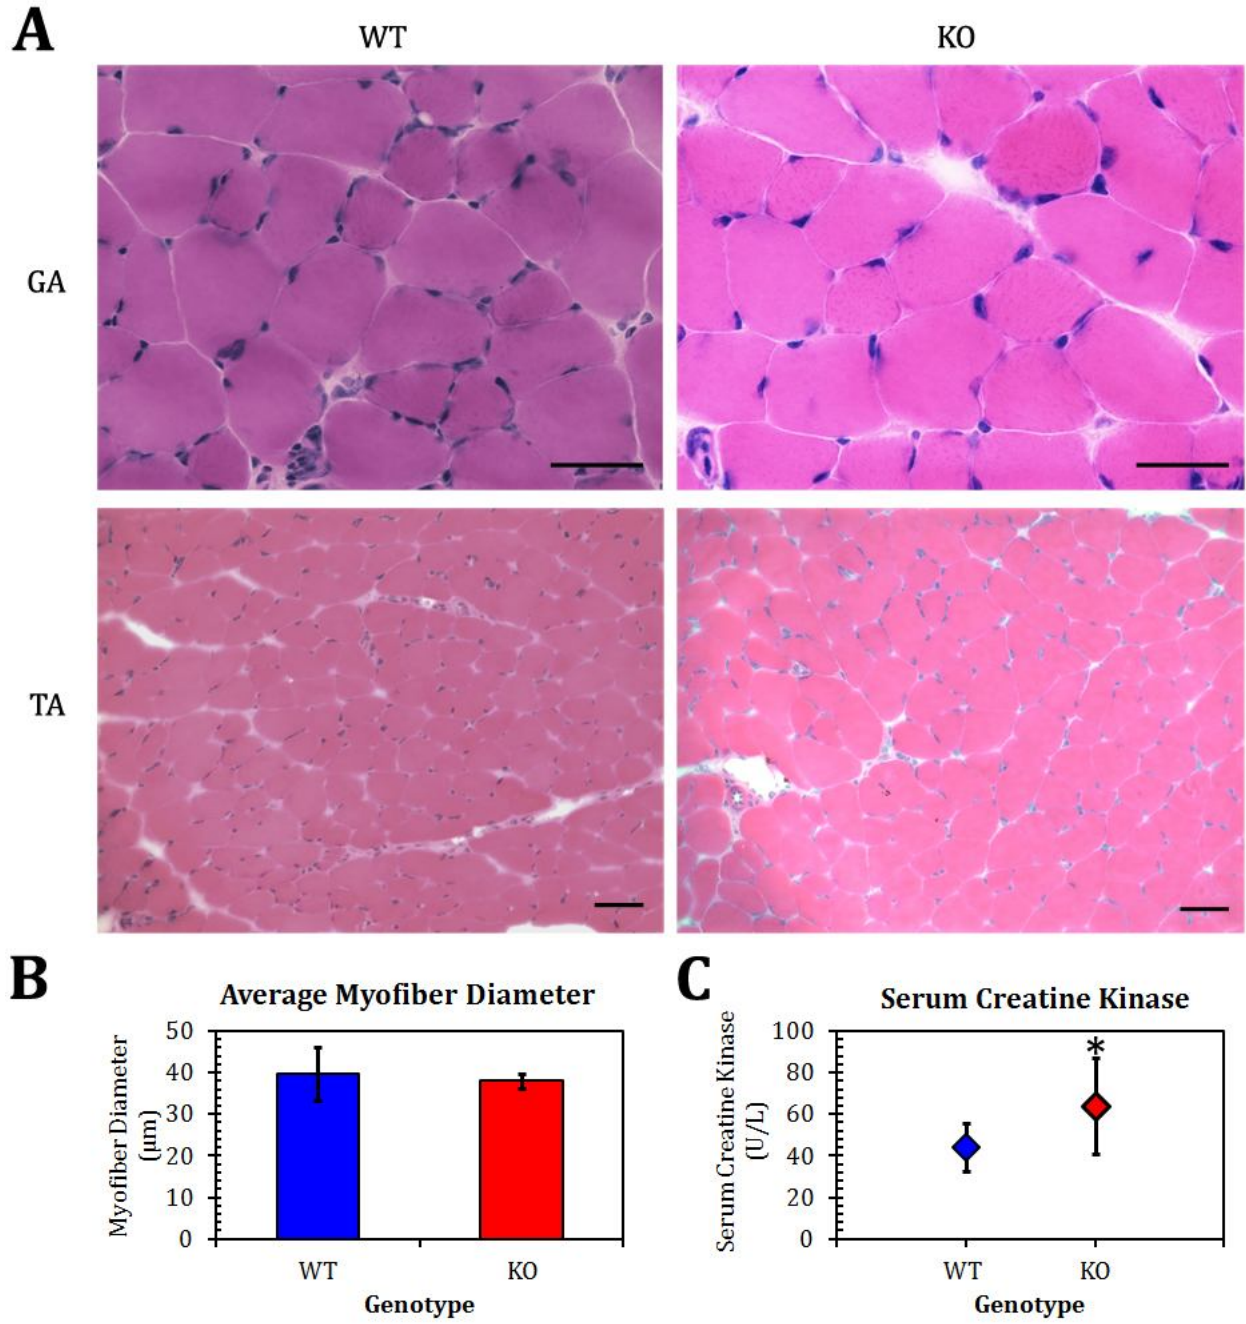 A
WT
KO
GA
TA
B
Average Myofiber Diameter
Myofiber Diameter
(µm)
50
40
30
20
10
0
WT
KO
Genotype
C
Serum Creatine Kinase
Serum Creatine Kinase
(U/L)
100
80
60
40
20
0
*
WT
KO
Genotype